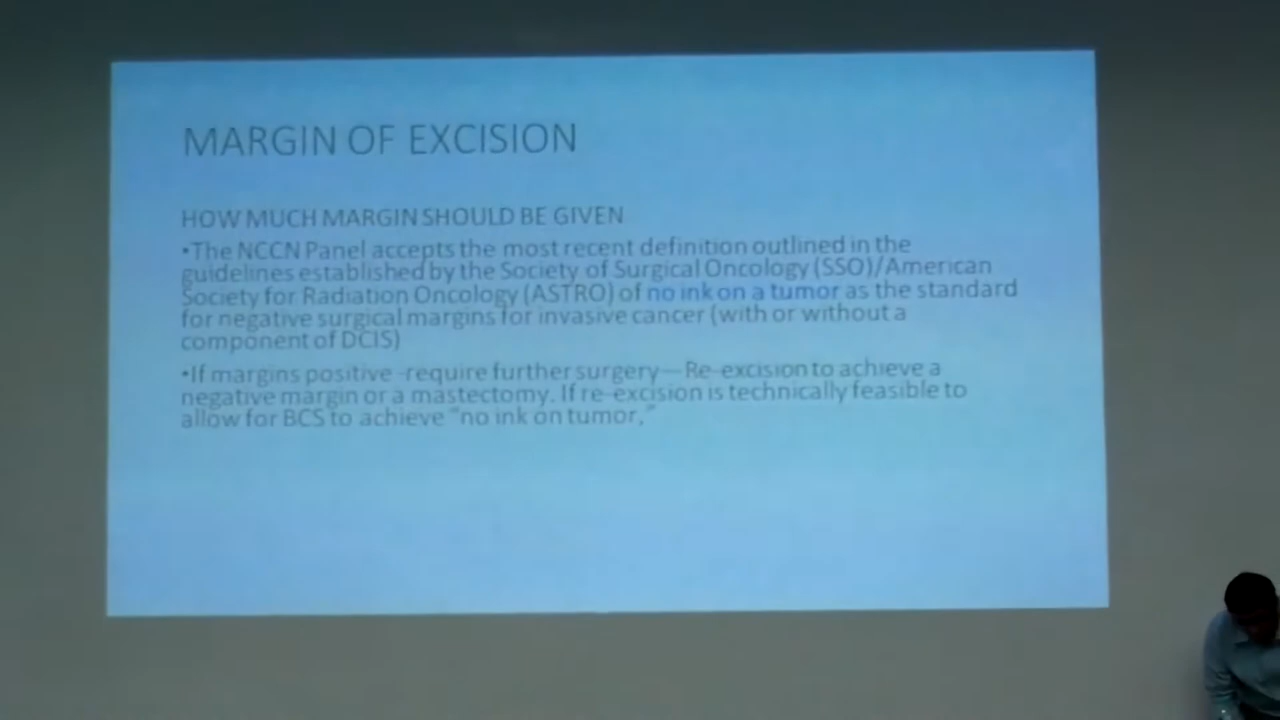 MARGIN OF EXCISION
HOW MUCH MARGIN SHOULD BE GIVEN
•The NCCN Panel accepts the most recent definition outlined in the
guidelines established by the Society of Surgical Oncology (SSO)/American
Society for Radiation Oncology (ASTRO) of no ink on a tumor as the standard
for negative surgical margins for invasive cancer (with or without a
component of DCIS)
•If margins positive -require further surgery—Re-excision to achieve a
negative margin or a mastectomy. If re-excision is technically feasible to
allow for BCS to achieve "no ink on tumor,"